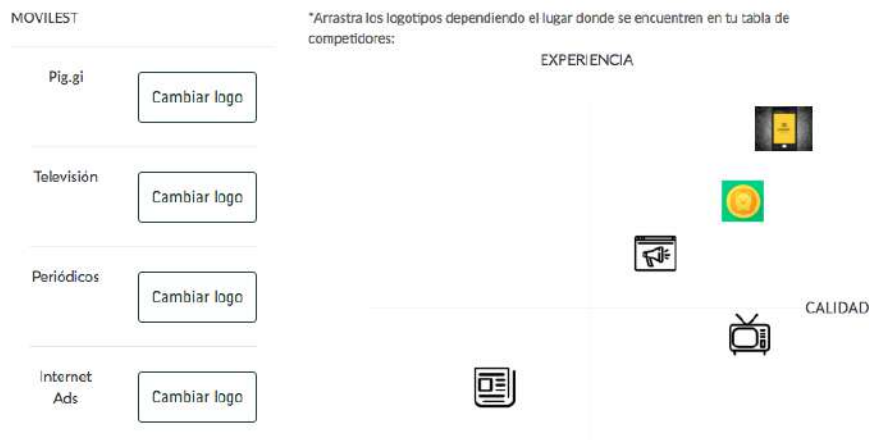 MOVILEST
Pig.gi
Cambiar logo
Televisión
Cambiar logo
Periódicos
Cambiar logo
Internet
Ads
Cambiar logo
*Arrastra los logotipos dependiendo el lugar donde se encuentren en tu tabla de
competidores:
EXPERIENCIA
CALIDAD